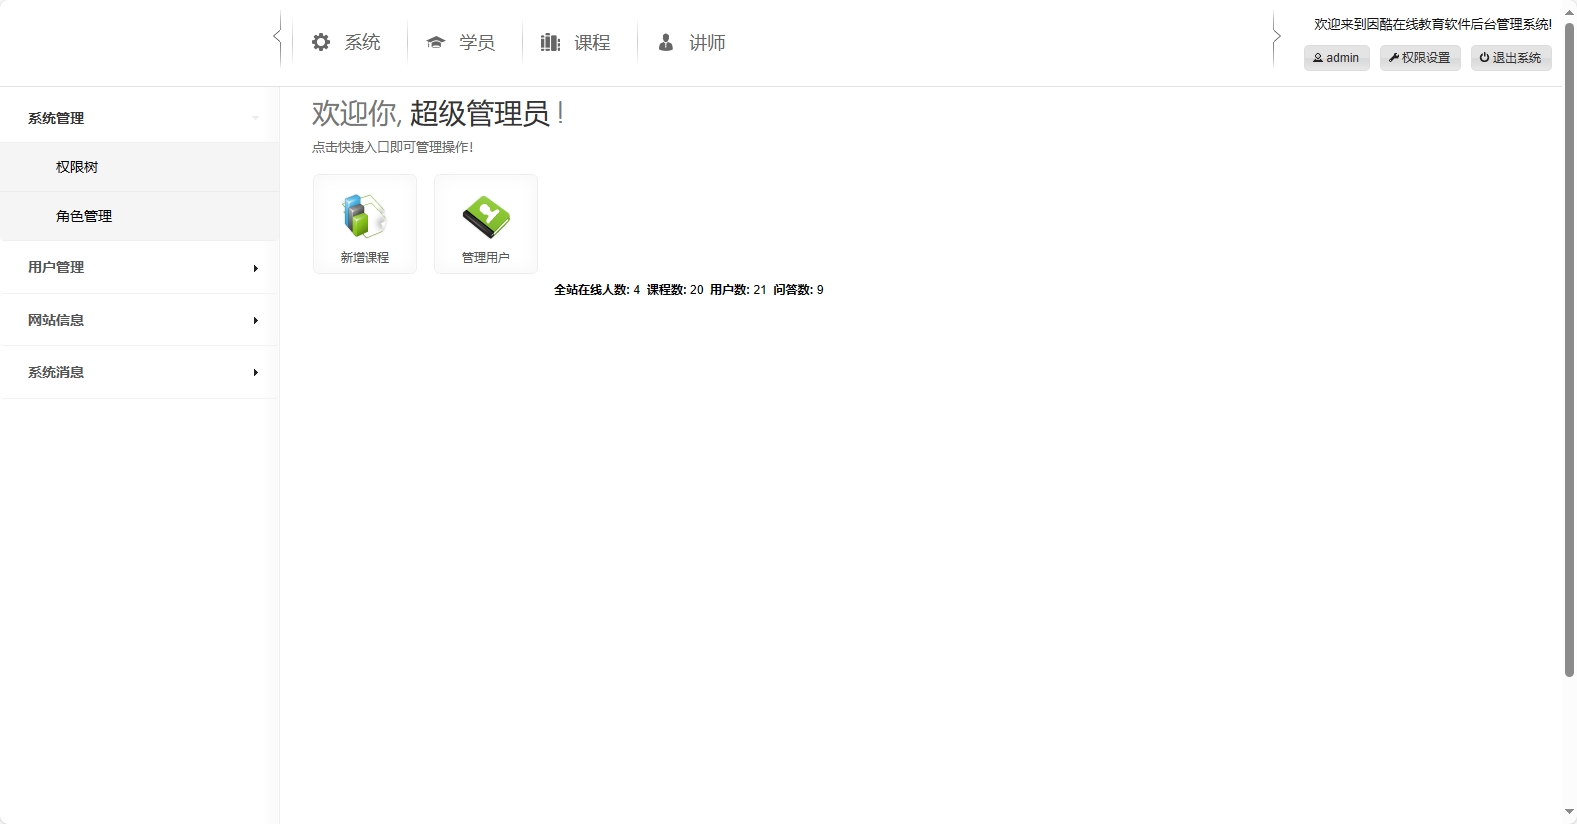 系统
学员
课程
讲师
欢迎来到因酷在线教育软件后台管理系统!
admin
权限设置
退出系统
系统管理
权限树
角色管理
用户管理
网站信息
系统消息
欢迎你, 超级管理员 !
点击快捷入口即可管理操作!
新增课程
管理用户
全站在线人数: 4 课程数: 20 用户数: 21 问答数: 9